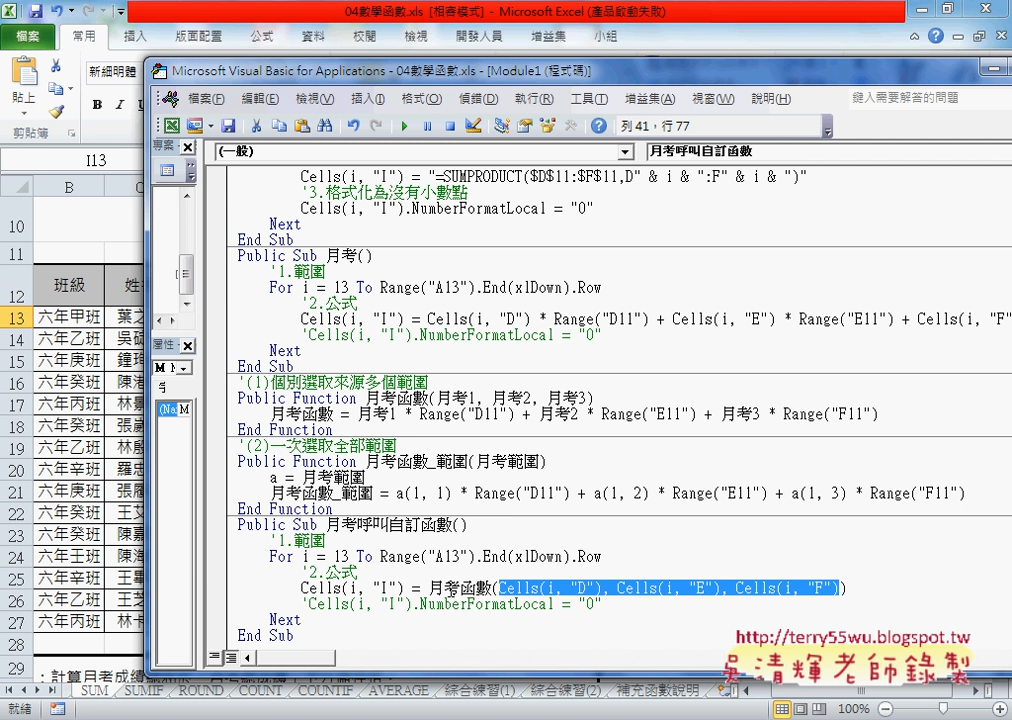 04數學函數.xls [相容模式] - Microsoft Excel (產品啟動失敗)
檔案 常用 插入 版面配置 公式 資料 校閱 檢視 開發人員 增益集 小組
貼上
新細明體
B I U
剪貼簿
I13
Microsoft Visual Basic for Applications - 04數學函數.xls - [Module1 (程式碼)]
檔案(F) 編輯(E) 檢視(V) 插入(I) 格式(O) 偵錯(D) 執行(R) 工具(T) 增益集(A) 視窗(W) 說明(H) 鍵入需要解答的問題
列 41，行 77
專案
屬性
(一般) 月考呼叫自訂函數
Cells(i, "I") = "=SUMPRODUCT($D$11:$F$11,D" & i & ":F" & i & ")"
'3.格式化為沒有小數點
Cells(i, "I").NumberFormatLocal = "0"
Next
End Sub
Public Sub 月考()
'1.範圍
For i = 13 To Range("A13").End(xlDown).Row
'2.公式
Cells(i, "I") = Cells(i, "D") * Range("D11") + Cells(i, "E") * Range("E11") + Cells(i, "F"
'Cells(i, "I").NumberFormatLocal = "0"
Next
End Sub
'(1)個別選取來源多個範圍
Public Function 月考函數(月考1, 月考2, 月考3)
月考函數 = 月考1 * Range("D11") + 月考2 * Range("E11") + 月考3 * Range("F11")
End Function
'(2)一次選取全部範圍
Public Function 月考函數_範圍(月考範圍)
a = 月考範圍
月考函數_範圍 = a(1, 1) * Range("D11") + a(1, 2) * Range("E11") + a(1, 3) * Range("F11")
End Function
Public Sub 月考呼叫自訂函數()
'1.範圍
For i = 13 To Range("A13").End(xlDown).Row
'2.公式
Cells(i, "I") = 月考函數(Cells(i, "D"), Cells(i, "E"), Cells(i, "F"))
'Cells(i, "I").NumberFormatLocal = "0"
Next
End Sub
B
10
11
12 班級
13 六年甲班
14 六年乙班
15 六年庚班
16 六年癸班
17 六年丙班
18 六年癸班
19 六年乙班
20 六年辛班
21 六年庚班
22 六年癸班
23 六年癸班
24 六年壬班
25 六年辛班
26 六年乙班
27 六年丙班
28
29
http://terry55wu.blogspot.tw
吳清輝老師錄製
SUM SUMIF ROUND COUNT COUNTIF AVERAGE 綜合練習(1) 綜合練習(2) 補充函數說明
就緒 100%